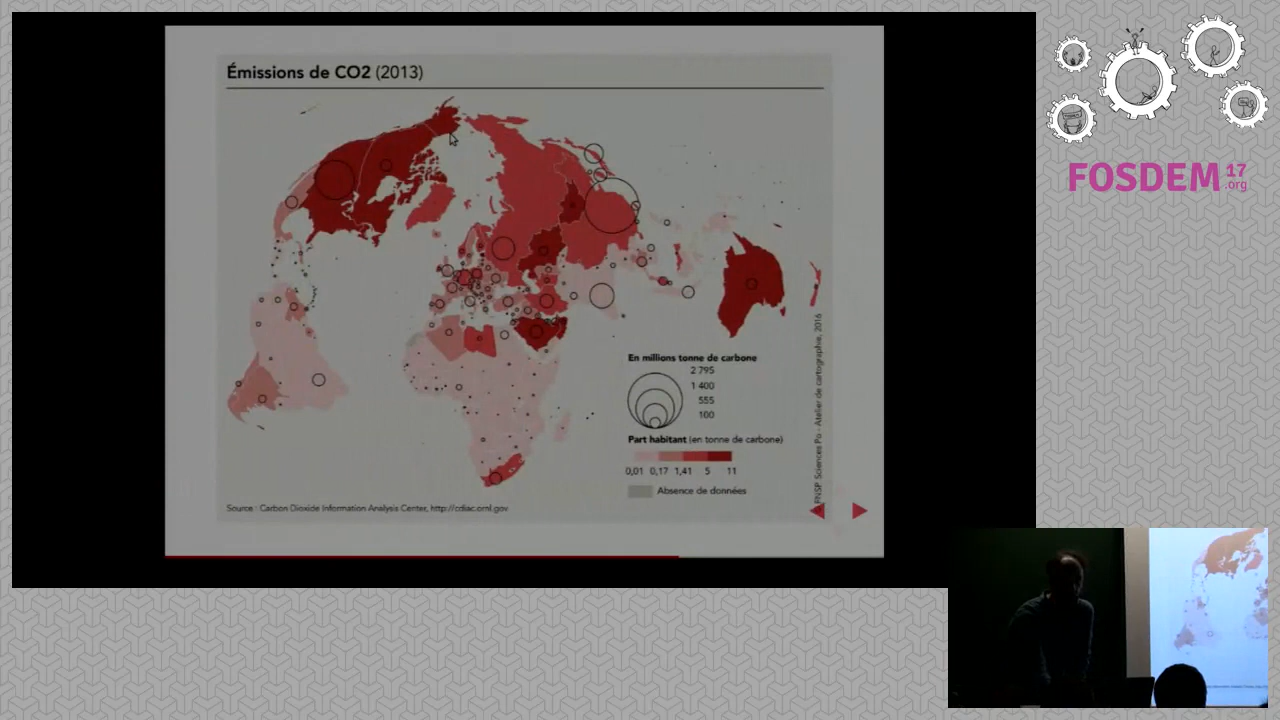 Émissions de CO2 (2013)
En millions tonne de carbone
2 795
1 400
555
100
Part habitant (en tonne de carbone)
0,01 0,17 1,41 5 11
Absence de données
FNSP. Sciences Po - Atelier de cartographie, 2016
Source : Carbon Dioxide Information Analysis Center, http://cdiac.ornl.gov
FOSDEM 17
.org